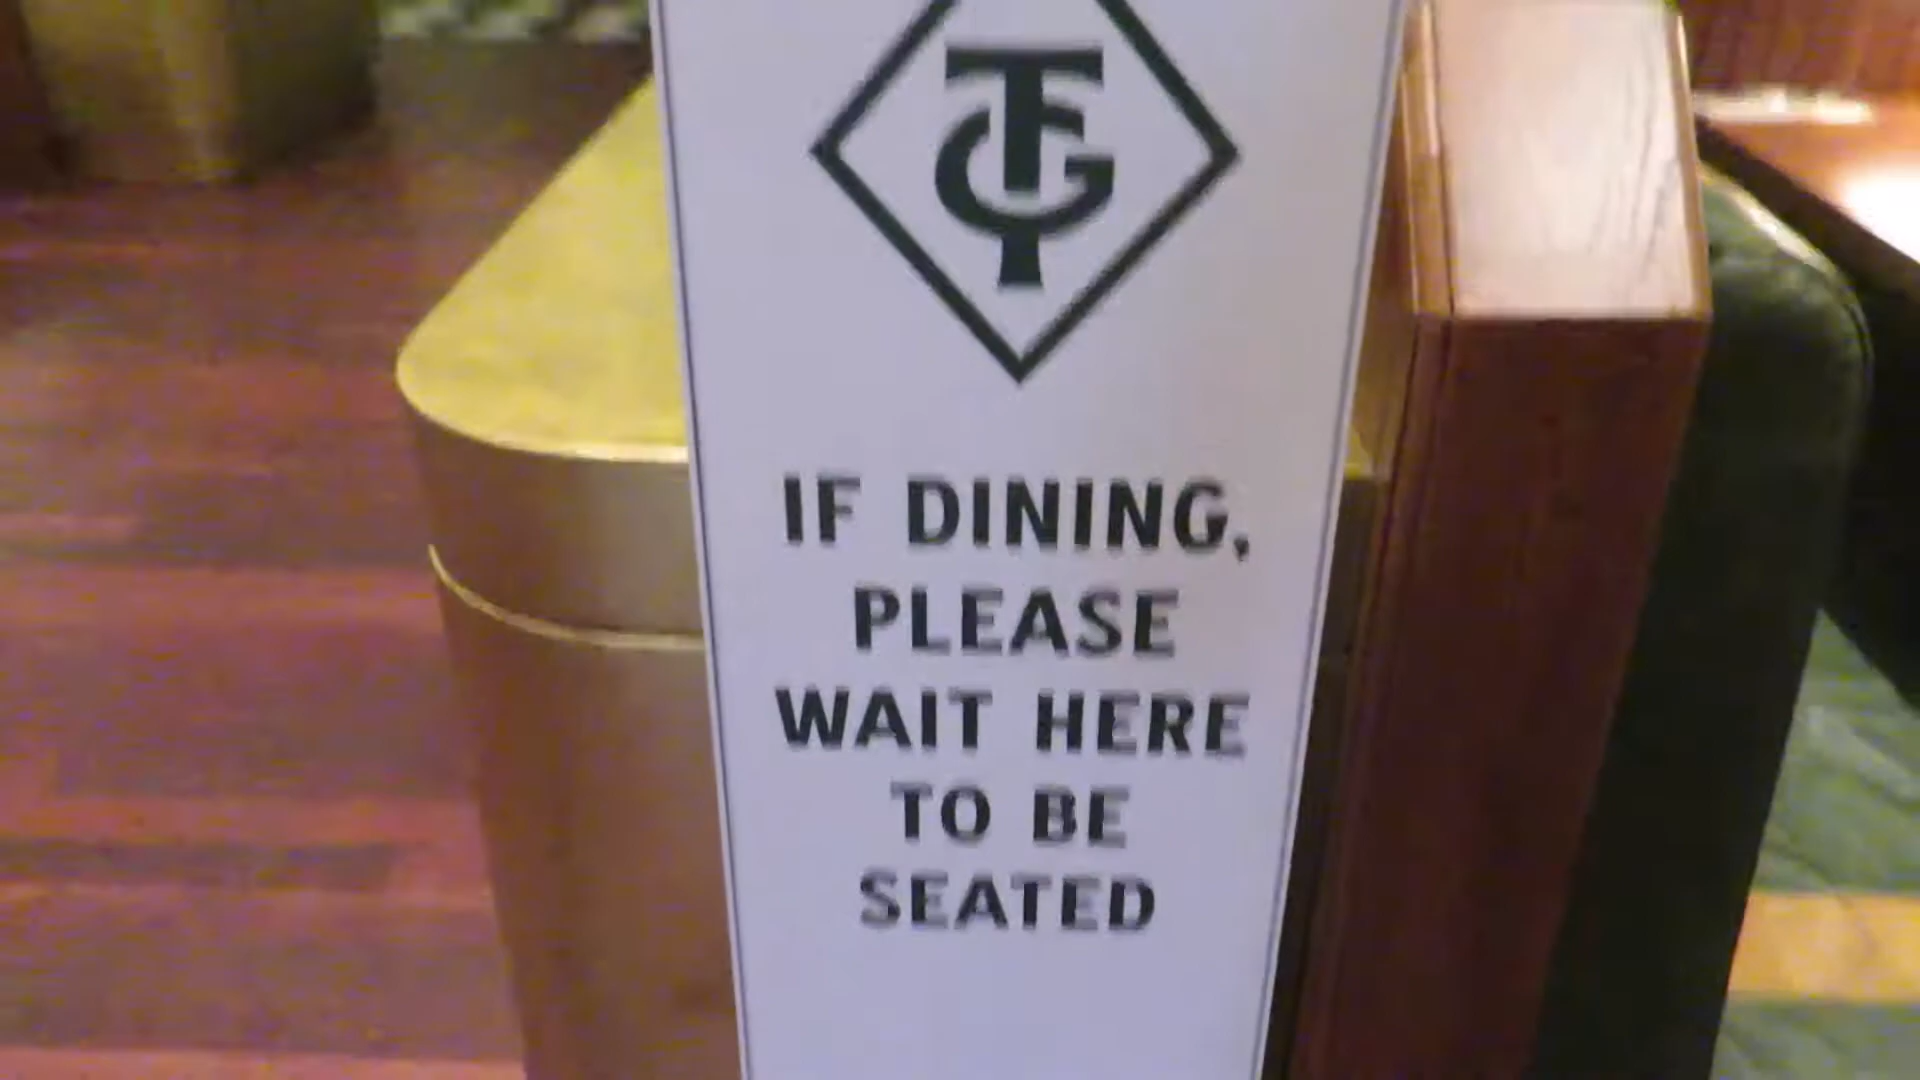 TG
IF DINING,
PLEASE
WAIT HERE
TO BE
SEATED